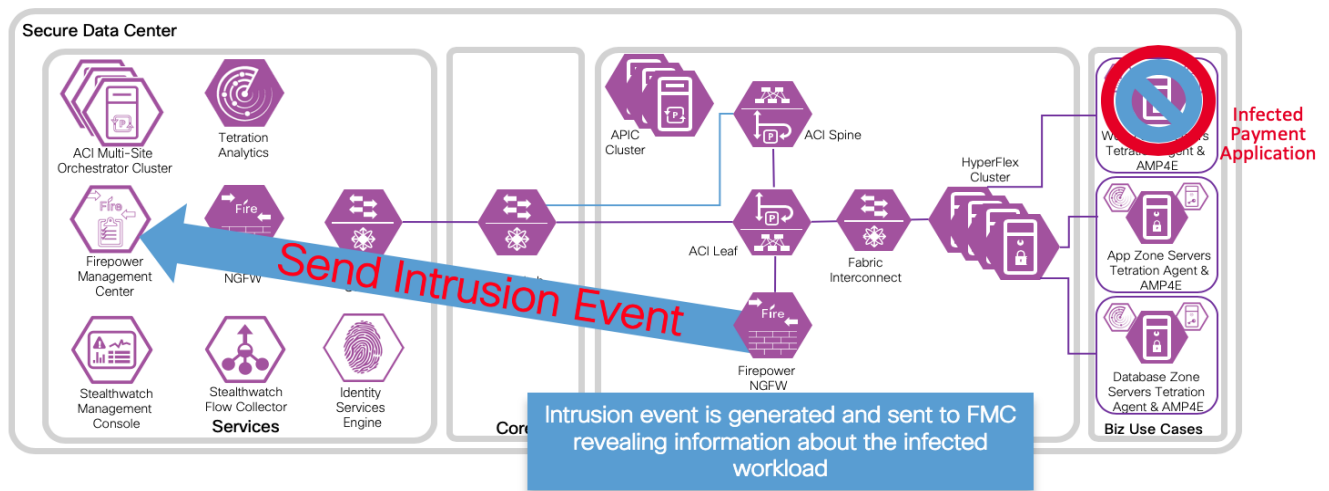 Secure Data Center
ACI Multi-Site
Orchestrator Cluster
Tetration
Analytics
APIC
Cluster
ACI Spine
HyperFlex
Cluster
Tetration Agent &
AMP4E
Infected
Payment
Application
Fire
Firepower
Management
Center
Fire
NGFW
Send Intrusion Event
ACI Leaf
Fabric
Interconnect
App Zone Servers
Tetration Agent &
AMP4E
Fire
Firepower
NGFW
Stealthwatch
Management
Console
Stealthwatch
Flow Collector
Identity
Services
Engine
Database Zone
Servers Tetration
Agent & AMP4E
Services
Core
Biz Use Cases
Intrusion event is generated and sent to FMC
revealing information about the infected
workload